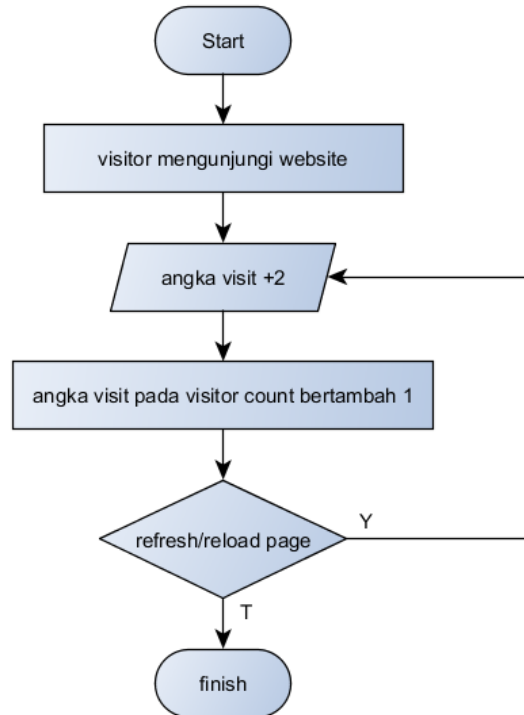 Start
visitor mengunjungi website
angka visit +2
angka visit pada visitor count bertambah 1
refresh/reload page
Y
T
finish